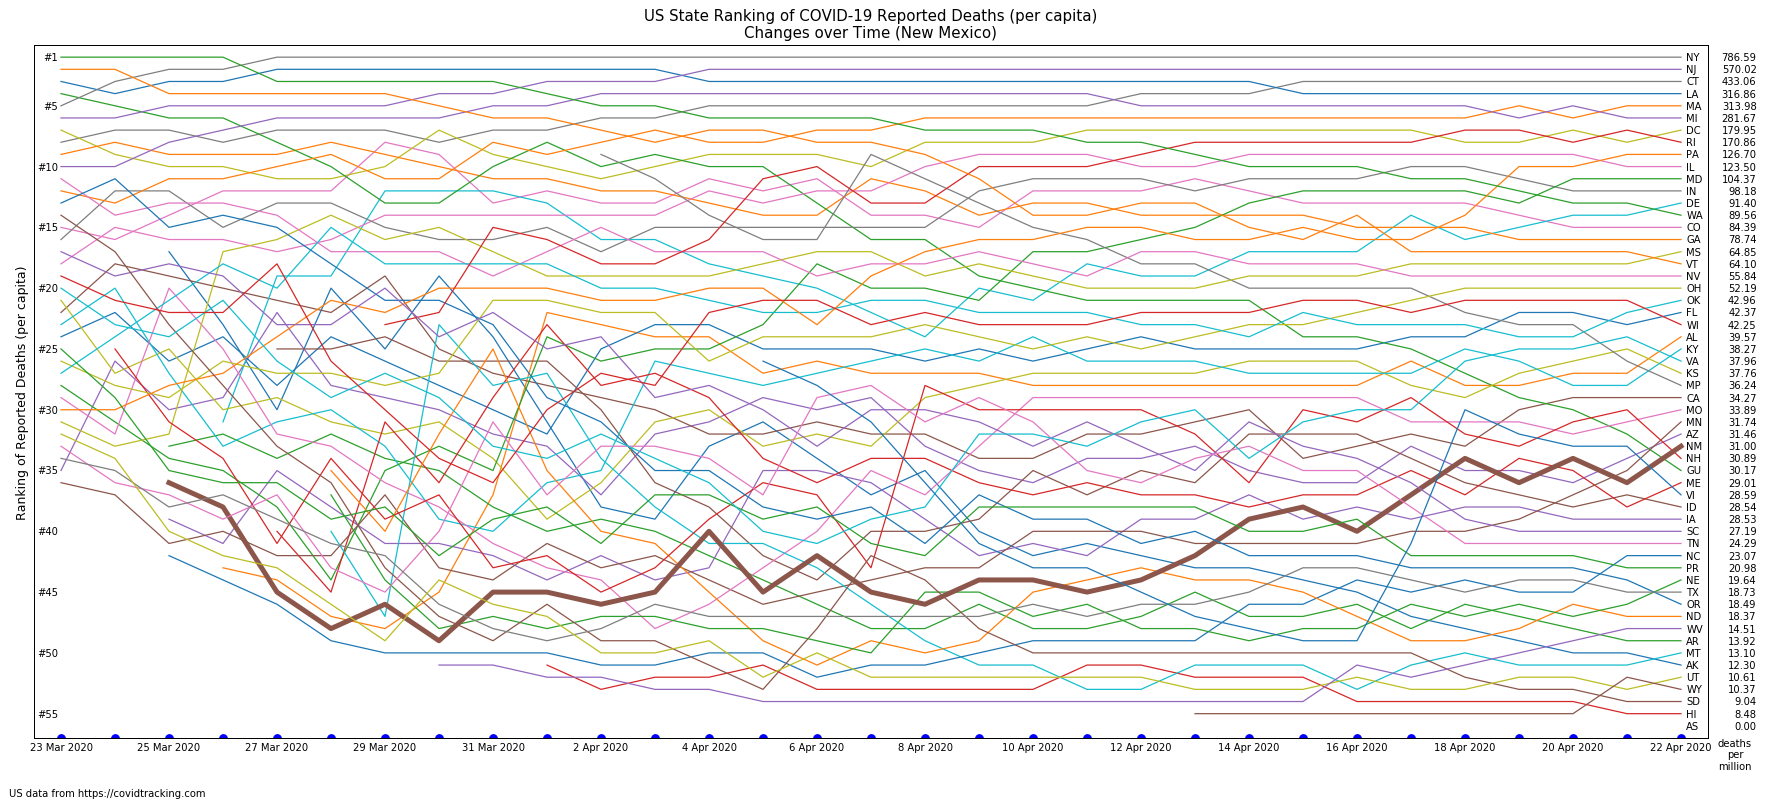 US State Ranking of COVID-19 Reported Deaths (per capita)
Changes over Time (New Mexico)
Ranking of Reported Deaths (per capita)
#1
#5
#10
#15
#20
#25
#30
#35
#40
#45
#50
#55
NY 786.59
NJ 570.02
CT 433.06
LA 316.86
MA 313.98
MI 281.67
DC 179.95
RI 170.86
PA 126.70
IL 123.50
MD 104.37
IN 98.18
DE 91.40
WA 89.56
CO 84.39
GA 78.74
MS 64.85
VT 64.10
NV 55.84
OH 52.19
OK 42.96
FL 42.37
WI 42.25
AL 39.57
KY 38.27
VA 37.96
KS 37.76
MP 36.24
CA 34.27
MO 33.89
MN 31.74
AZ 31.46
NM 31.00
NH 30.89
GU 30.17
ME 29.01
VI 28.59
ID 28.54
IA 28.53
SC 27.19
TN 24.29
NC 23.07
PR 20.98
NE 19.64
TX 18.73
OR 18.49
ND 18.37
WV 14.51
AR 13.92
MT 13.10
AK 12.30
UT 10.61
WY 10.37
SD 9.04
HI 8.48
AS 0.00
23 Mar 2020 25 Mar 2020 27 Mar 2020 29 Mar 2020 31 Mar 2020 2 Apr 2020 4 Apr 2020 6 Apr 2020 8 Apr 2020 10 Apr 2020 12 Apr 2020 14 Apr 2020 16 Apr 2020 18 Apr 2020 20 Apr 2020 22 Apr 2020
deaths
per
million
US data from https://covidtracking.com